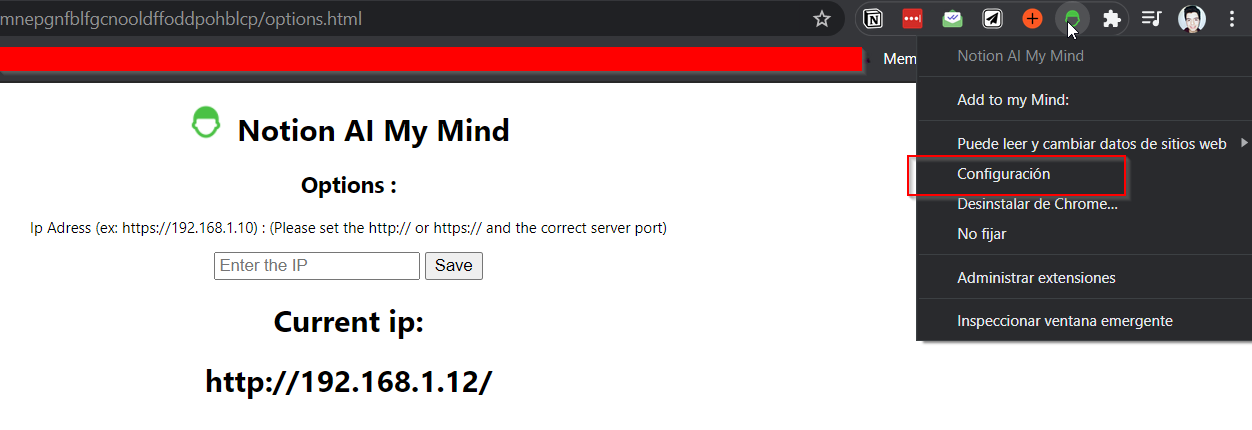 mnepgnfblfgcnooldffoddpohblcp/options.html
Mem
Notion AI My Mind
Options :
Ip Adress (ex: https://192.168.1.10) : (Please set the http:// or https:// and the correct server port)
Enter the IP Save
Current ip:
http://192.168.1.12/
Notion AI My Mind
Add to my Mind:
Puede leer y cambiar datos de sitios web
Configuración
Desinstalar de Chrome...
No fijar
Administrar extensiones
Inspeccionar ventana emergente